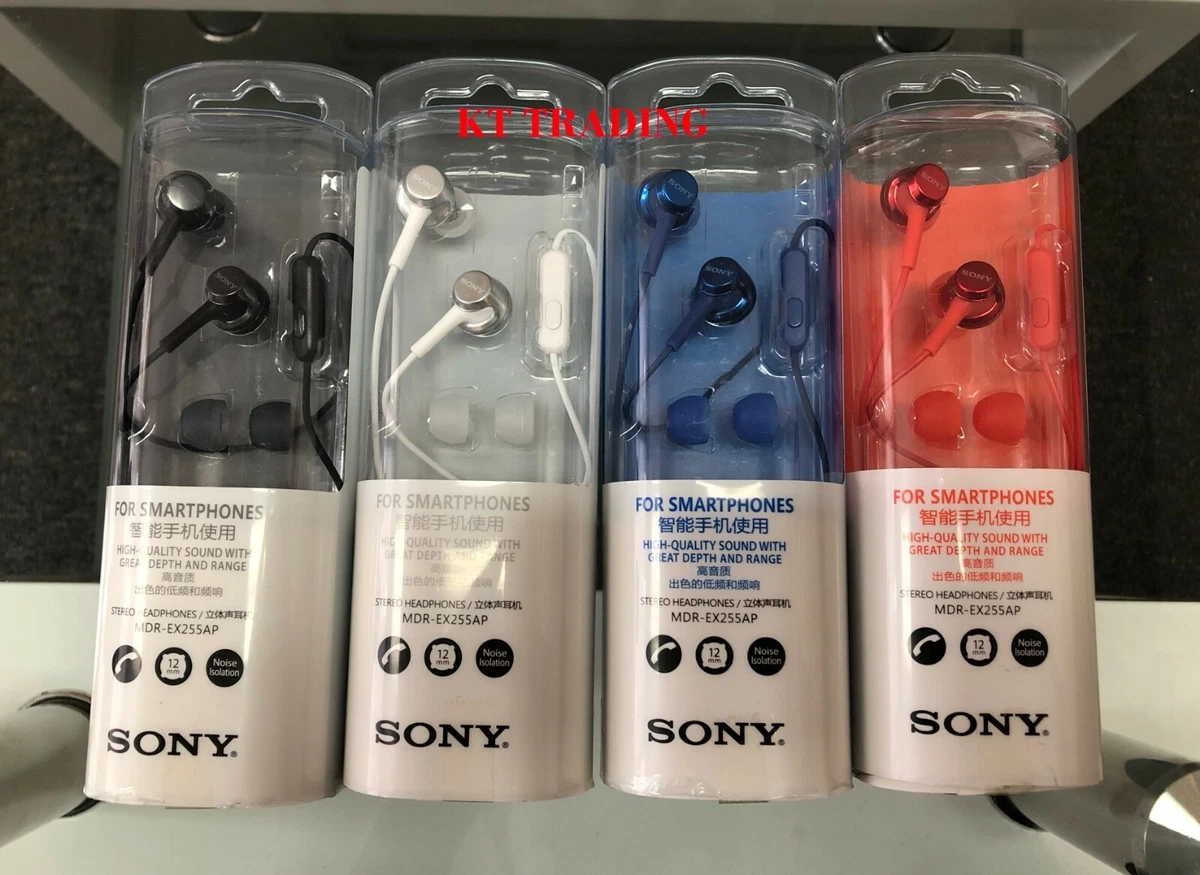 KT TRADING
SONY
FOR SMARTPHONES
智能手机使用
HIGH-QUALITY SOUND WITH
GREAT DEPTH AND RANGE
高音质
出色的低频和频响
STEREO HEADPHONES / 立体声耳机
MDR-EX255AP
12
mm
Noise
Isolation
SONY®
SONY
SONY
FOR SMARTPHONES
智能手机使用
HIGH-QUALITY SOUND WITH
GREAT DEPTH AND RANGE
高音质
出色的低频和频响
STEREO HEADPHONES / 立体声耳机
MDR-EX255AP
12
mm
Noise
Isolation
SONY®
SONY
SONY
FOR SMARTPHONES
智能手机使用
HIGH-QUALITY SOUND WITH
GREAT DEPTH AND RANGE
高音质
出色的低频和频响
STEREO HEADPHONES / 立体声耳机
MDR-EX255AP
12
mm
Noise
Isolation
SONY®
SONY
SONY
FOR SMARTPHONES
智能手机使用
HIGH-QUALITY SOUND WITH
GREAT DEPTH AND RANGE
高音质
出色的低频和频响
STEREO HEADPHONES / 立体声耳机
MDR-EX255AP
12
mm
Noise
Isolation
SONY®